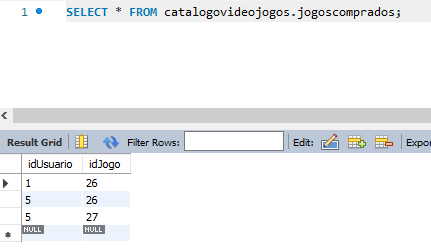 1 SELECT * FROM catalogovideojogos.jogoscomprados;
Result Grid Filter Rows: Edit: Expor
idUsuario idJogo
1 26
5 26
5 27
NULL NULL